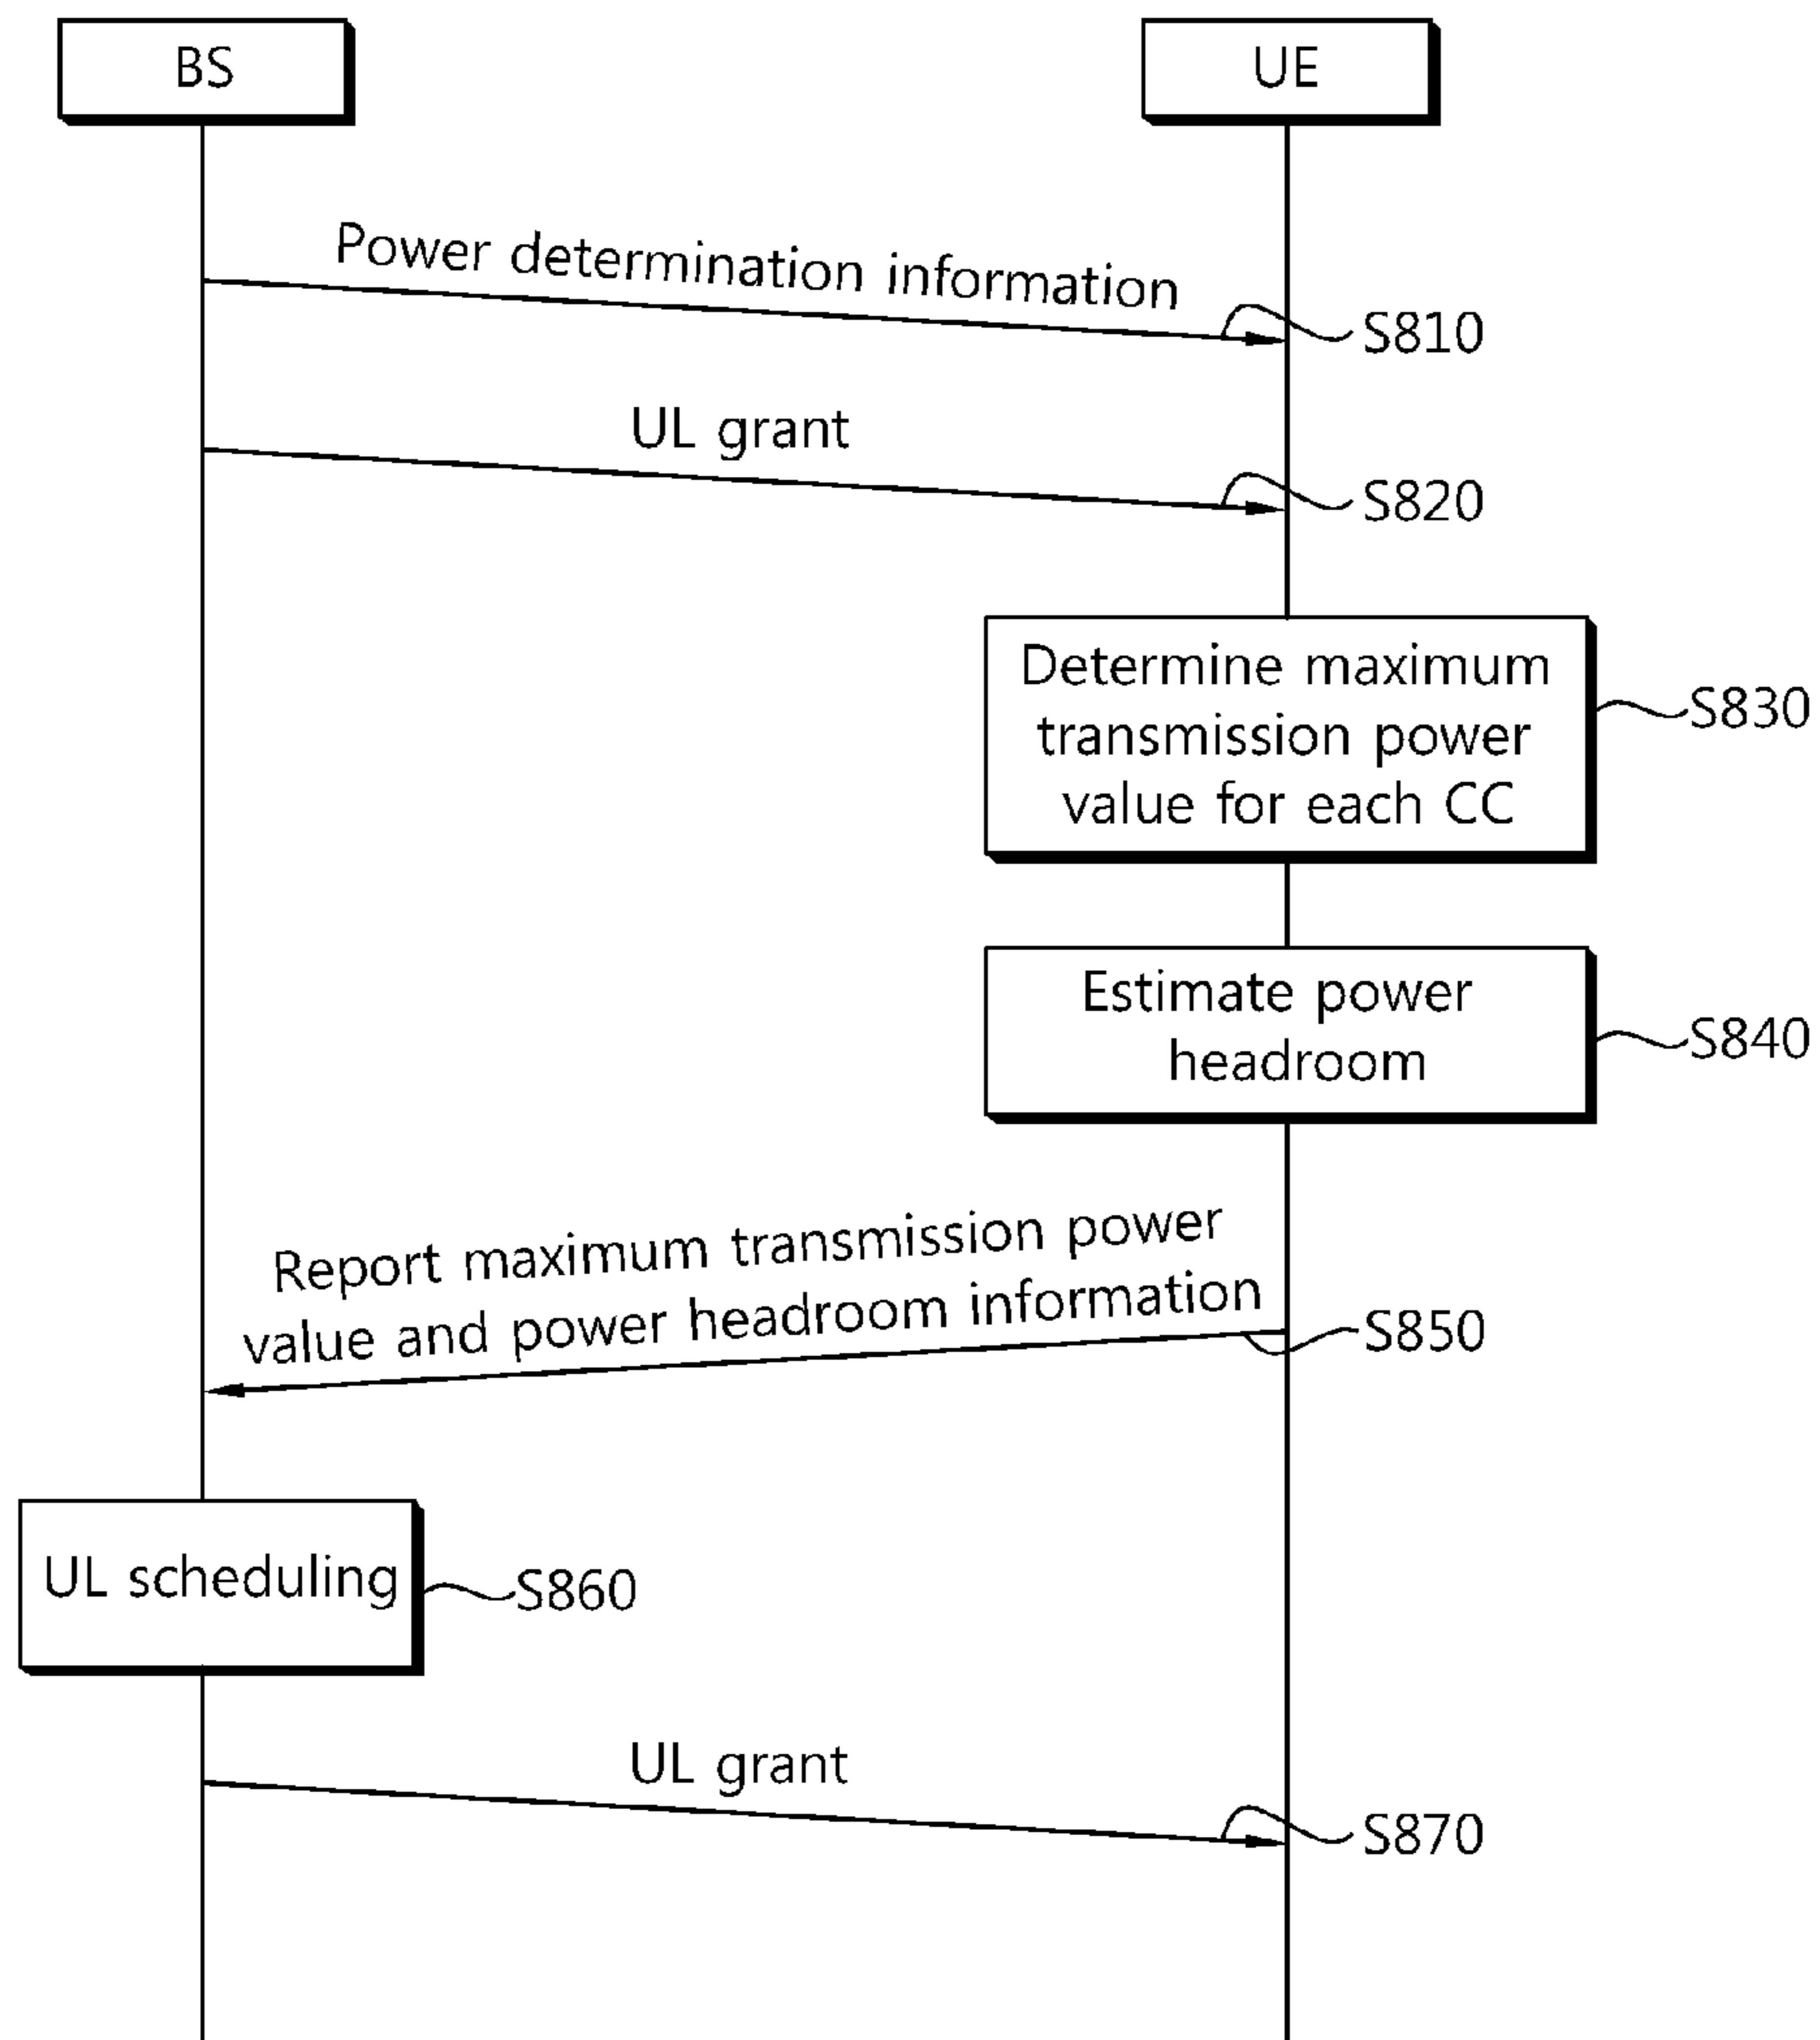 BS
UE
Power determination information
S810
UL grant
S820
Determine maximum
transmission power
value for each CC
S830
Estimate power
headroom
S840
Report maximum transmission power
value and power headroom information
S850
UL scheduling
S860
UL grant
S870